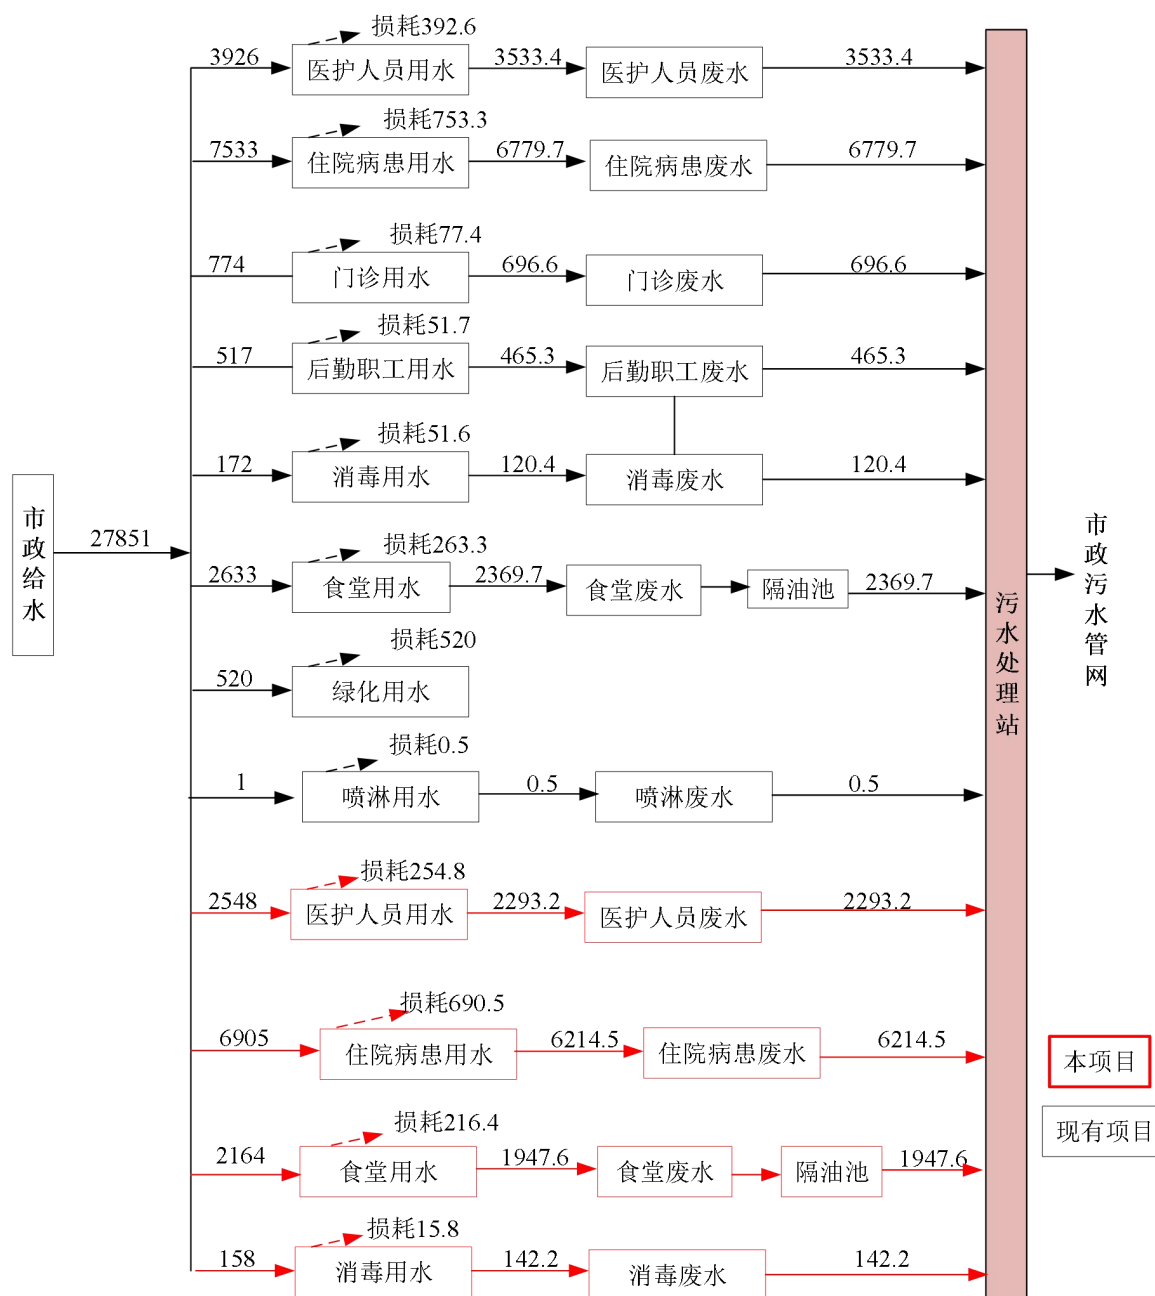 损耗392.6
3926
医护人员用水
3533.4
医护人员废水
3533.4
损耗753.3
7533
住院病患用水
6779.7
住院病患废水
6779.7
损耗77.4
774
门诊用水
696.6
门诊废水
696.6
损耗51.7
517
后勤职工用水
465.3
后勤职工废水
465.3
损耗51.6
172
消毒用水
120.4
消毒废水
120.4
市政给水
27851
损耗263.3
2633
食堂用水
2369.7
食堂废水
隔油池
2369.7
污水处理站
市政污水管网
损耗520
520
绿化用水
损耗0.5
1
喷淋用水
0.5
喷淋废水
0.5
损耗254.8
2548
医护人员用水
2293.2
医护人员废水
2293.2
损耗690.5
6905
住院病患用水
6214.5
住院病患废水
6214.5
本项目
现有项目
损耗216.4
2164
食堂用水
1947.6
食堂废水
隔油池
1947.6
损耗15.8
158
消毒用水
142.2
消毒废水
142.2